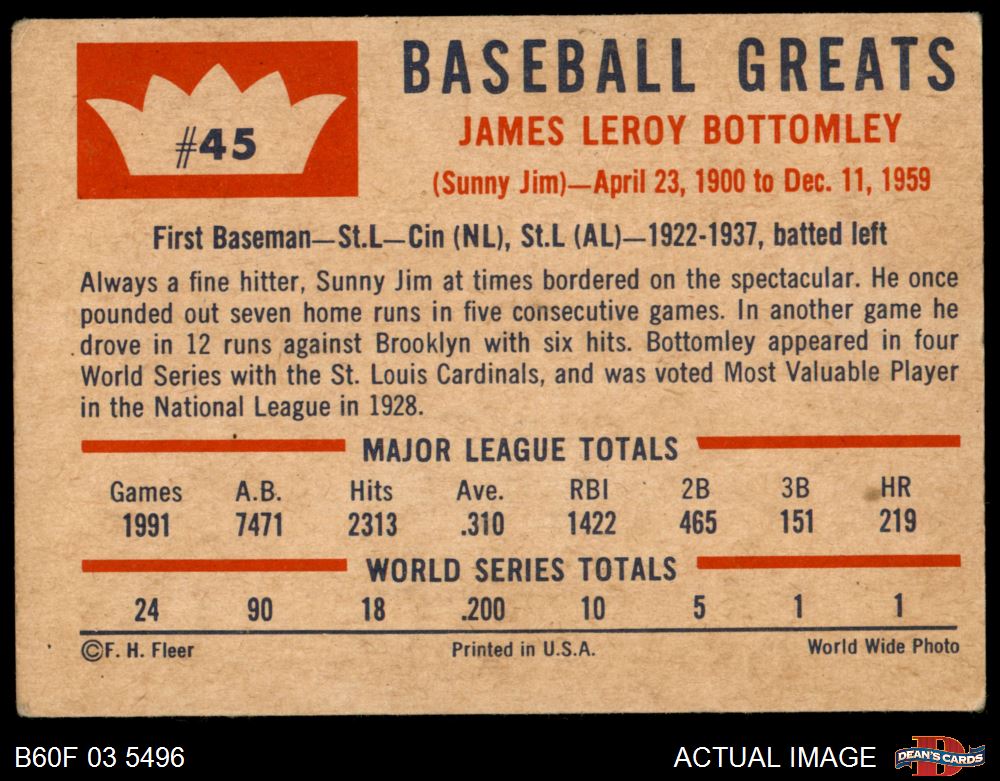 #45
BASEBALL GREATS
JAMES LEROY BOTTOMLEY
(Sunny Jim)—April 23, 1900 to Dec. 11, 1959
First Baseman—St.L—Cin (NL), St.L (AL)—1922-1937, batted left
Always a fine hitter, Sunny Jim at times bordered on the spectacular. He once
pounded out seven home runs in five consecutive games. In another game he
drove in 12 runs against Brooklyn with six hits. Bottomley appeared in four
World Series with the St. Louis Cardinals, and was voted Most Valuable Player
in the National League in 1928.
MAJOR LEAGUE TOTALS
Games A.B. Hits Ave. RBI 2B 3B HR
1991 7471 2313 .310 1422 465 151 219
WORLD SERIES TOTALS
24 90 18 .200 10 5 1 1
©F. H. Fleer Printed in U.S.A. World Wide Photo
B60F 03 5496 ACTUAL IMAGE DEAN'S CARDS